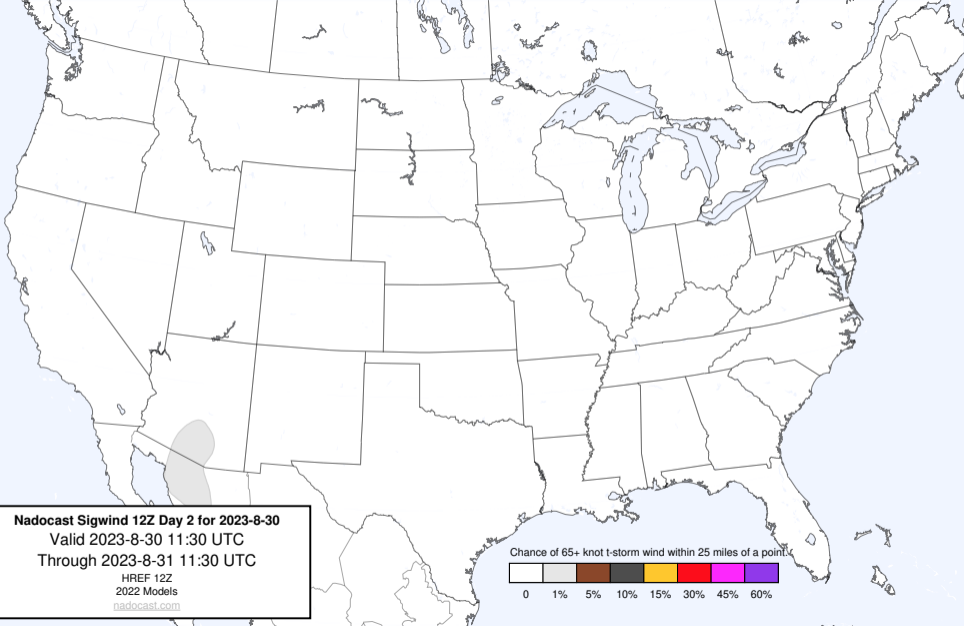 Nadocast Sigwind 12Z Day 2 for 2023-8-30
Valid 2023-8-30 11:30 UTC
Through 2023-8-31 11:30 UTC
HREF 12Z
2022 Models
nadocast.com
Chance of 65+ knot t-storm wind within 25 miles of a point.
0 1% 5% 10% 15% 30% 45% 60%